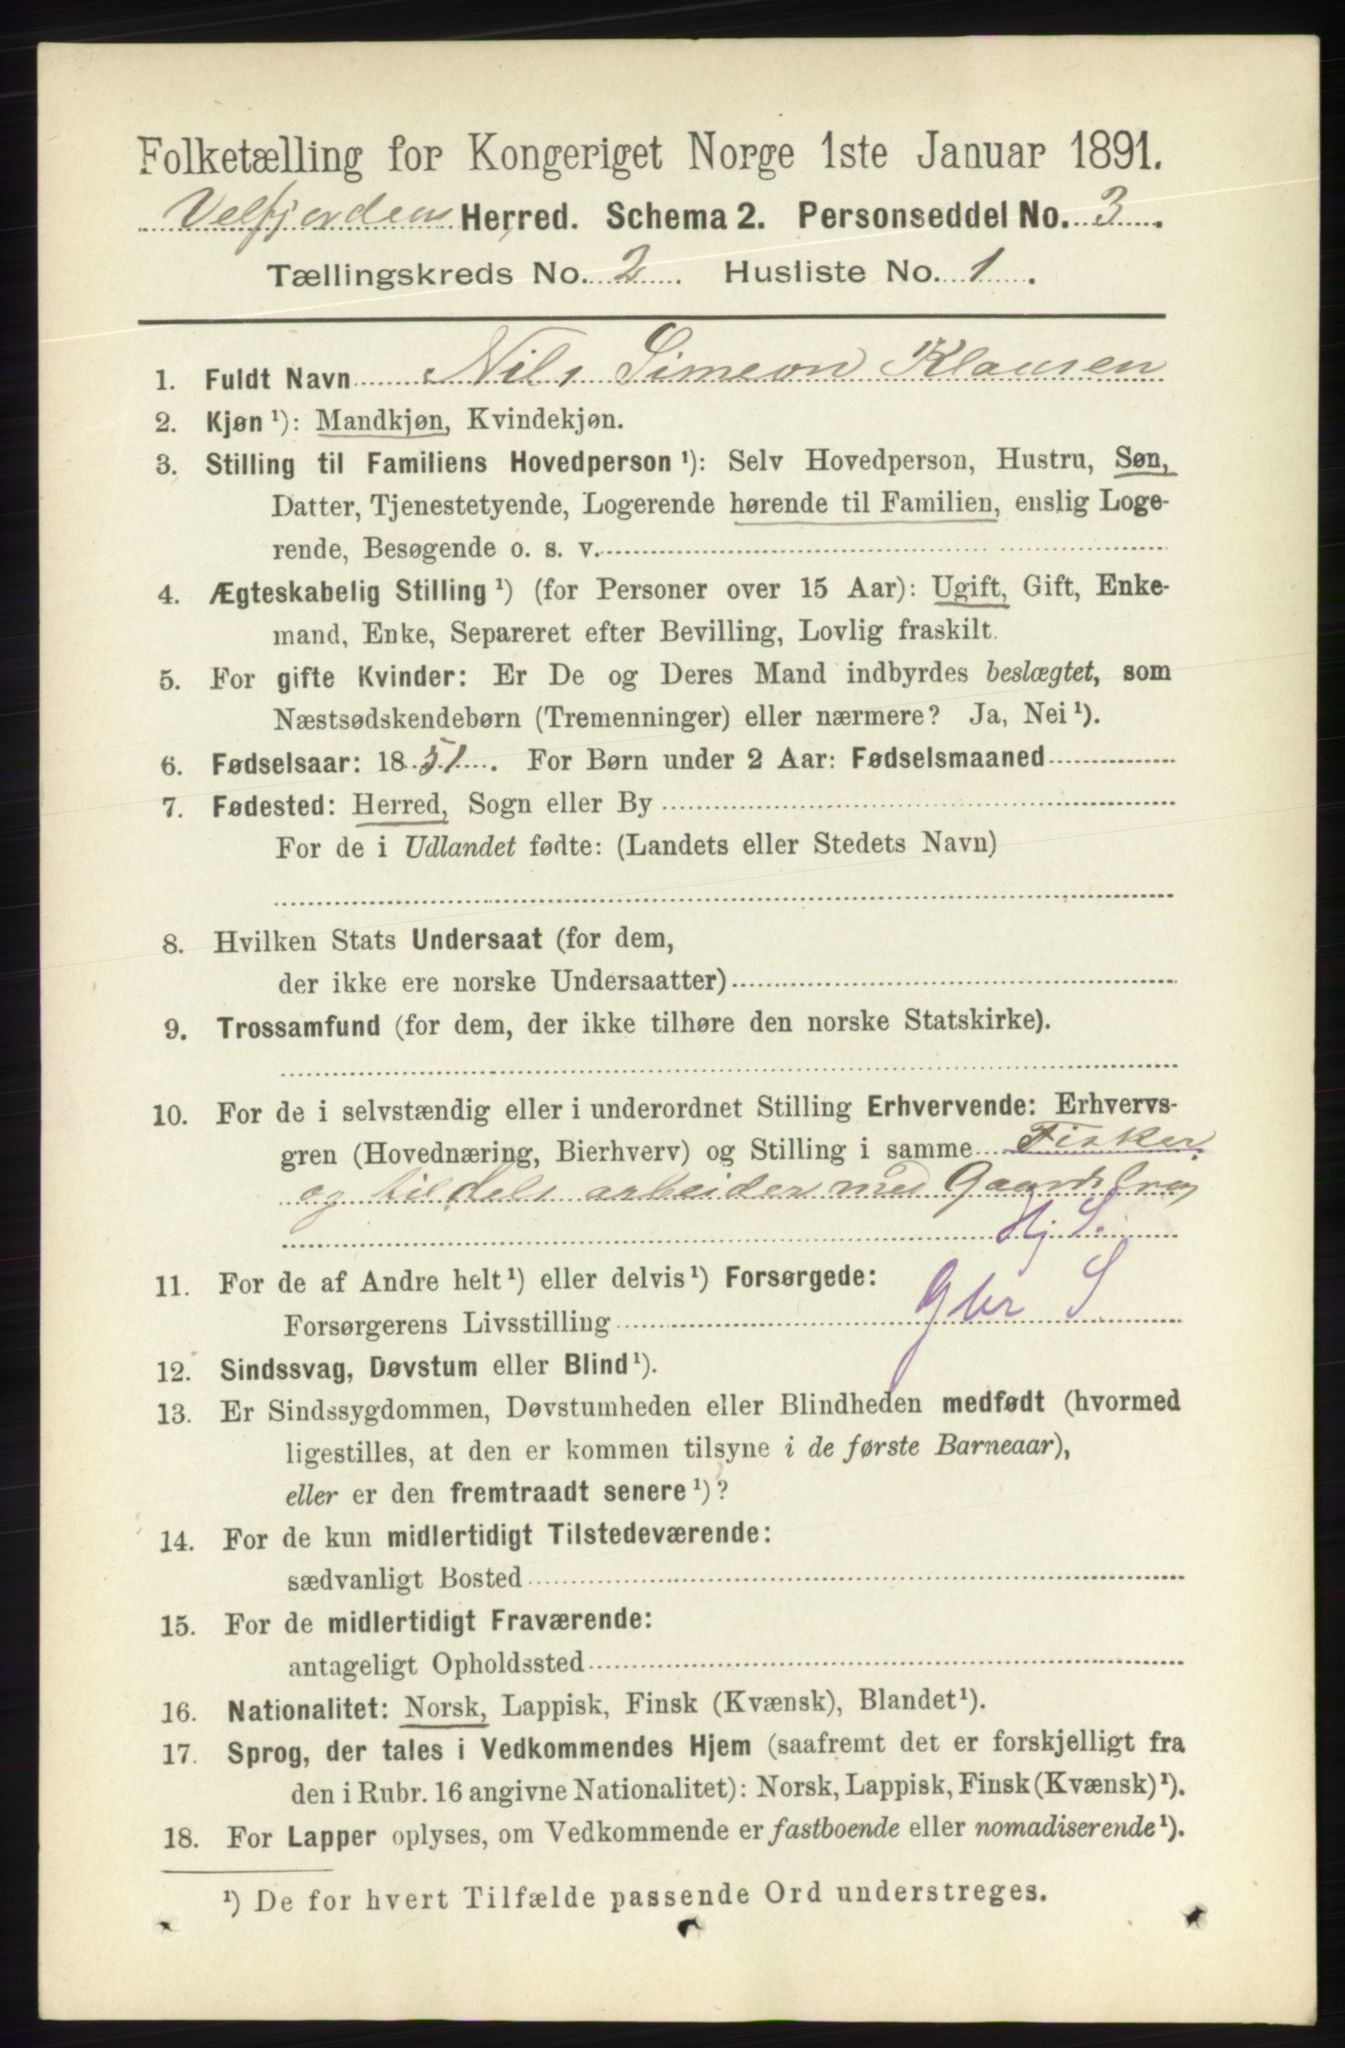 Folketælling for Kongeriget Norge 1ste Januar 1891.
Velfjordens Herred. Schema 2. Personseddel No. 3.
Tællingskreds No. 2. Husliste No. 1.
1. Fuldt Navn Nils Simeon Klausen
2. Kjøn ¹): Mandkjøn, Kvindekjøn.
3. Stilling til Familiens Hovedperson ¹): Selv Hovedperson, Hustru, Søn,
Datter, Tjenestetyende, Logerende hørende til Familien, enslig Loge-
rende, Besøgende o. s. v.
4. Ægteskabelig Stilling ¹) (for Personer over 15 Aar): Ugift, Gift, Enke-
mand, Enke, Separeret efter Bevilling, Lovlig fraskilt.
5. For gifte Kvinder: Er De og Deres Mand indbyrdes beslægtet, som
Næstsødskendebørn (Tremenninger) eller nærmere? Ja, Nei ¹).
6. Fødselsaar: 1851. For Børn under 2 Aar: Fødselsmaaned
7. Fødested: Herred, Sogn eller By
For de i Udlandet fødte: (Landets eller Stedets Navn)
8. Hvilken Stats Undersaat (for dem,
der ikke ere norske Undersaatter)
9. Trossamfund (for dem, der ikke tilhøre den norske Statskirke).
10. For de i selvstændig eller i underordnet Stilling Erhvervende: Erhvervs-
gren (Hovednæring, Bierhverv) og Stilling i samme Fisker
og tildels arbeider med Gaardsbrug
Hj S.
11. For de af Andre helt ¹) eller delvis ¹) Forsørgede:
Forsørgerens Livsstilling Gbr S
12. Sindssvag, Døvstum eller Blind ¹).
13. Er Sindssygdommen, Døvstumheden eller Blindheden medfødt (hvormed
ligestilles, at den er kommen tilsyne i de første Barneaar),
eller er den fremtraadt senere ¹)?
14. For de kun midlertidigt Tilstedeværende:
sædvanligt Bosted
15. For de midlertidigt Fraværende:
antageligt Opholdssted
16. Nationalitet: Norsk, Lappisk, Finsk (Kvænsk), Blandet ¹).
17. Sprog, der tales i Vedkommendes Hjem (saafremt det er forskjelligt fra
den i Rubr. 16 angivne Nationalitet): Norsk, Lappisk, Finsk (Kvænsk) ¹).
18. For Lapper oplyses, om Vedkommende er fastboende eller nomadiserende ¹).
¹) De for hvert Tilfælde passende Ord understreges.